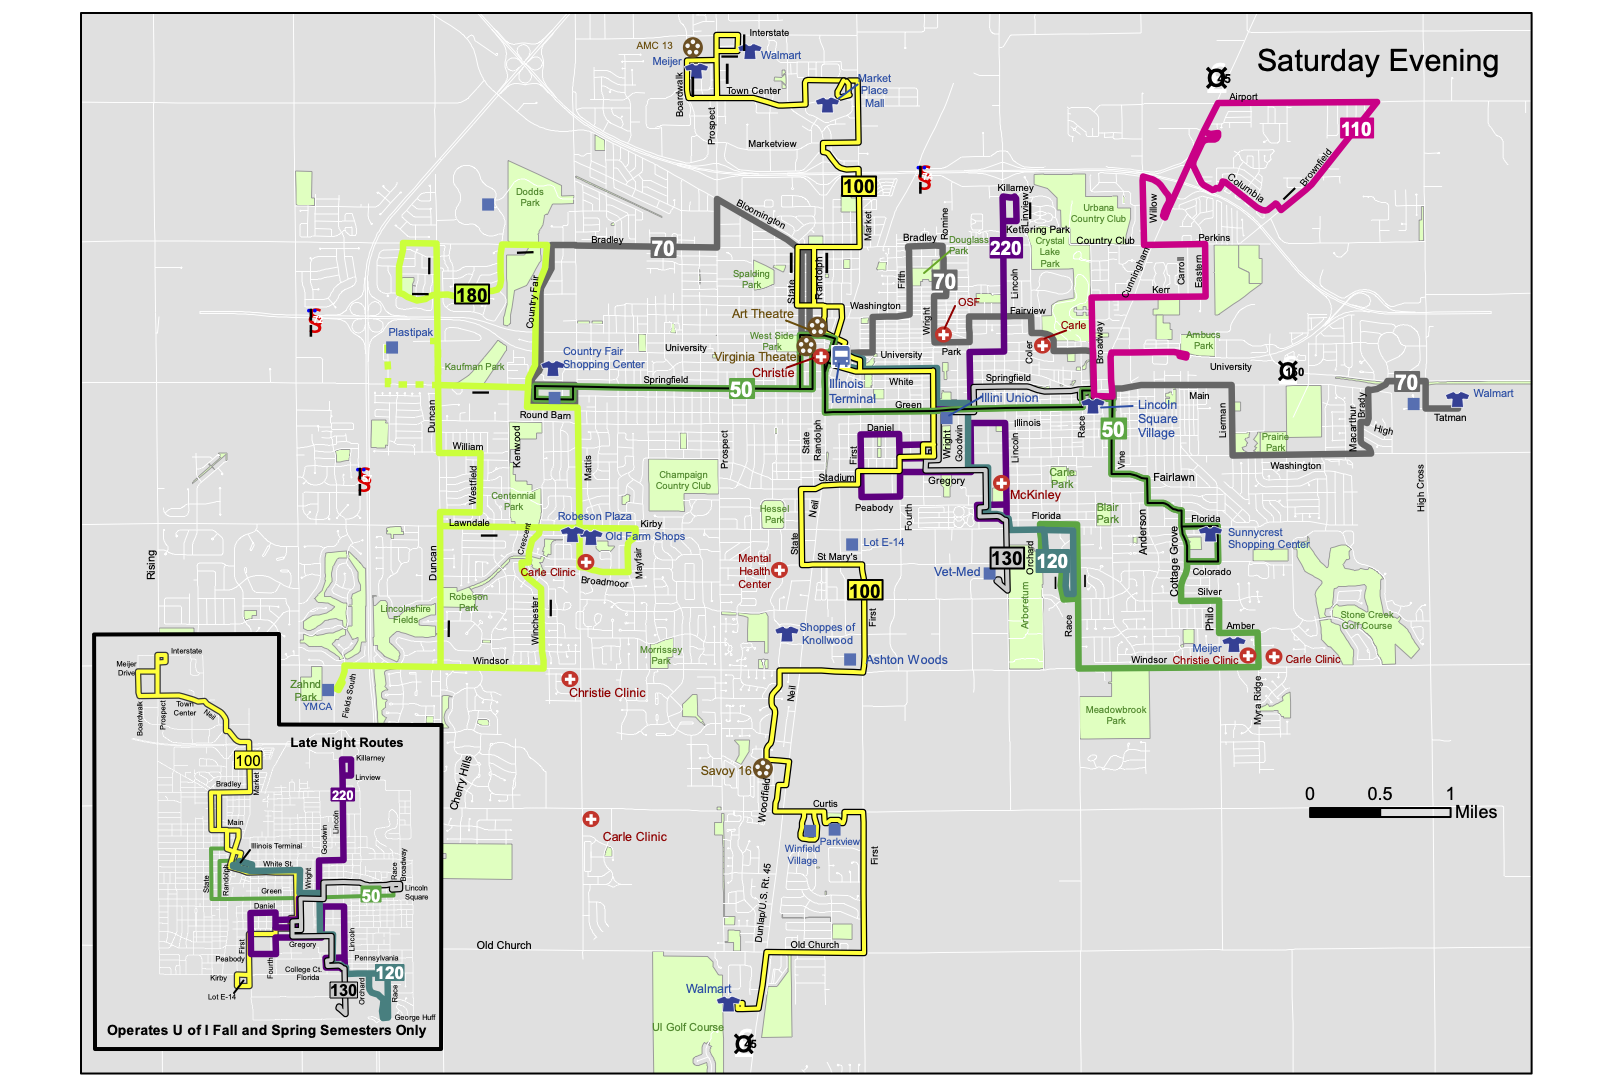 Saturday Evening
AMC 13
Interstate
Meijer
Walmart
Boardwalk
Town Center
Prospect
Market
Place
Mall
Marketview
45
Airport
110
Brownfield
Columbia
Willow
100
Killarney
Linview
Kettering Park
Urbana
Country Club
Country Club
Perkins
Dodds
Park
Bloomington
Market
Bradley
70
Bradley
Romine
Douglass
Park
220
Crystal
Lake
Park
Cunningham
Carroll
Eastern
Kerr
180
Country Fair
Spalding
Park
State
Randolph
Washington
Fifth
70
Wright
OSF
Lincoln
Fairview
Carle
Coler
Broadway
Ambucs
Park
Plastipak
Art Theatre
West Side
Park
University
Virginia Theatre
Christie
University
Park
University
150
Kaufman Park
Country Fair
Shopping Center
Springfield
50
Illinois
Terminal
White
Springfield
Illini Union
Green
Main
70
Walmart
Tatman
Lincoln
Square
Village
Round Barn
Duncan
William
Kenwood
Mattis
Prospect
State
Randolph
Daniel
First
Wright
Goodwin
Illinois
Lincoln
Race
50
Vine
Lierman
Prairie
Park
Macarthur
Brady
High
Washington
Westfield
Centennial
Park
Champaign
Country Club
Stadium
Gregory
McKinley
Carle
Park
Fairlawn
High Cross
Lawndale
Crescent
Robeson Plaza
Kirby
Old Farm Shops
Hessel
Park
Neil
Peabody
Fourth
Florida
Blair
Park
Anderson
Florida
Sunnycrest
Shopping Center
Rising
Duncan
Carle Clinic
Broadmoor
Mayfair
Mental
Health
Center
State
Lot E-14
St Mary's
Vet-Med
130
Orchard
120
Cottage Grove
Colorado
Lincolnshire
Fields
Robeson
Park
Winchester
100
First
Arboretum
Race
Silver
Philo
Amber
Stone Creek
Golf Course
Shoppes of
Knollwood
Morrissey
Park
Windsor
Ashton Woods
Windsor
Meijer
Christie Clinic
Carle Clinic
Zahnd
Park
YMCA
Fields South
Christie Clinic
Neil
Meadowbrook
Park
Myra Ridge
Cherry Hills
Savoy 16
Woodfield
Curtis
Winfield
Village
Parkview
Carle Clinic
First
Dunlap/U.S. Rt. 45
Old Church
Old Church
Walmart
UI Golf Course
45
0 0.5 1
Miles
Interstate
Meijer
Drive
Boardwalk
Prospect
Town
Center
Neil
Late Night Routes
100
Killarney
Linview
220
Bradley
Market
Main
Goodwin
Lincoln
Illinois Terminal
White St.
State
Randolph
Wright
Race
Broadway
Green
50
Lincoln
Square
Daniel
First
Gregory
Lincoln
Peabody
Fourth
College Ct.
Florida
Pennsylvania
Kirby
Lot E-14
130
Orchard
120
Race
George Huff
Operates U of I Fall and Spring Semesters Only